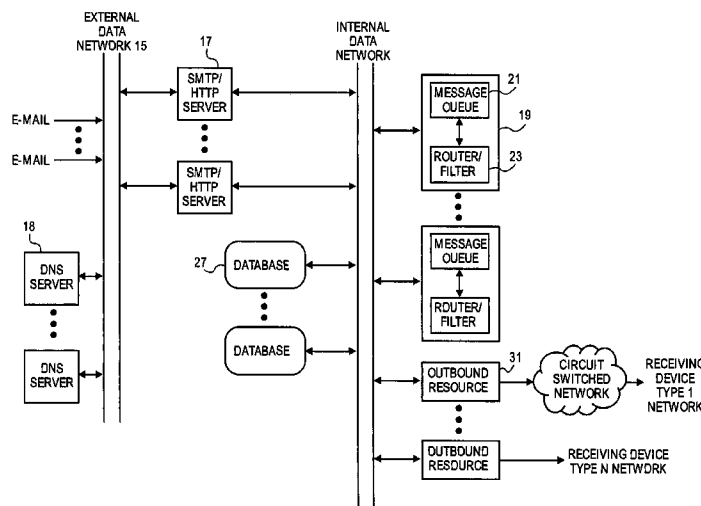 EXTERNAL
DATA
NETWORK 15
E-MAIL
E-MAIL
18
DNS
SERVER
DNS
SERVER
17
SMTP/
HTTP
SERVER
SMTP/
HTTP
SERVER
27
DATABASE
DATABASE
INTERNAL
DATA
NETWORK
21
MESSAGE
QUEUE
19
ROUTER/
FILTER
23
MESSAGE
QUEUE
ROUTER/
FILTER
31
OUTBOUND
RESOURCE
CIRCUIT
SWITCHED
NETWORK
RECEIVING
DEVICE
TYPE 1
NETWORK
OUTBOUND
RESOURCE
RECEIVING DEVICE
TYPE N NETWORK